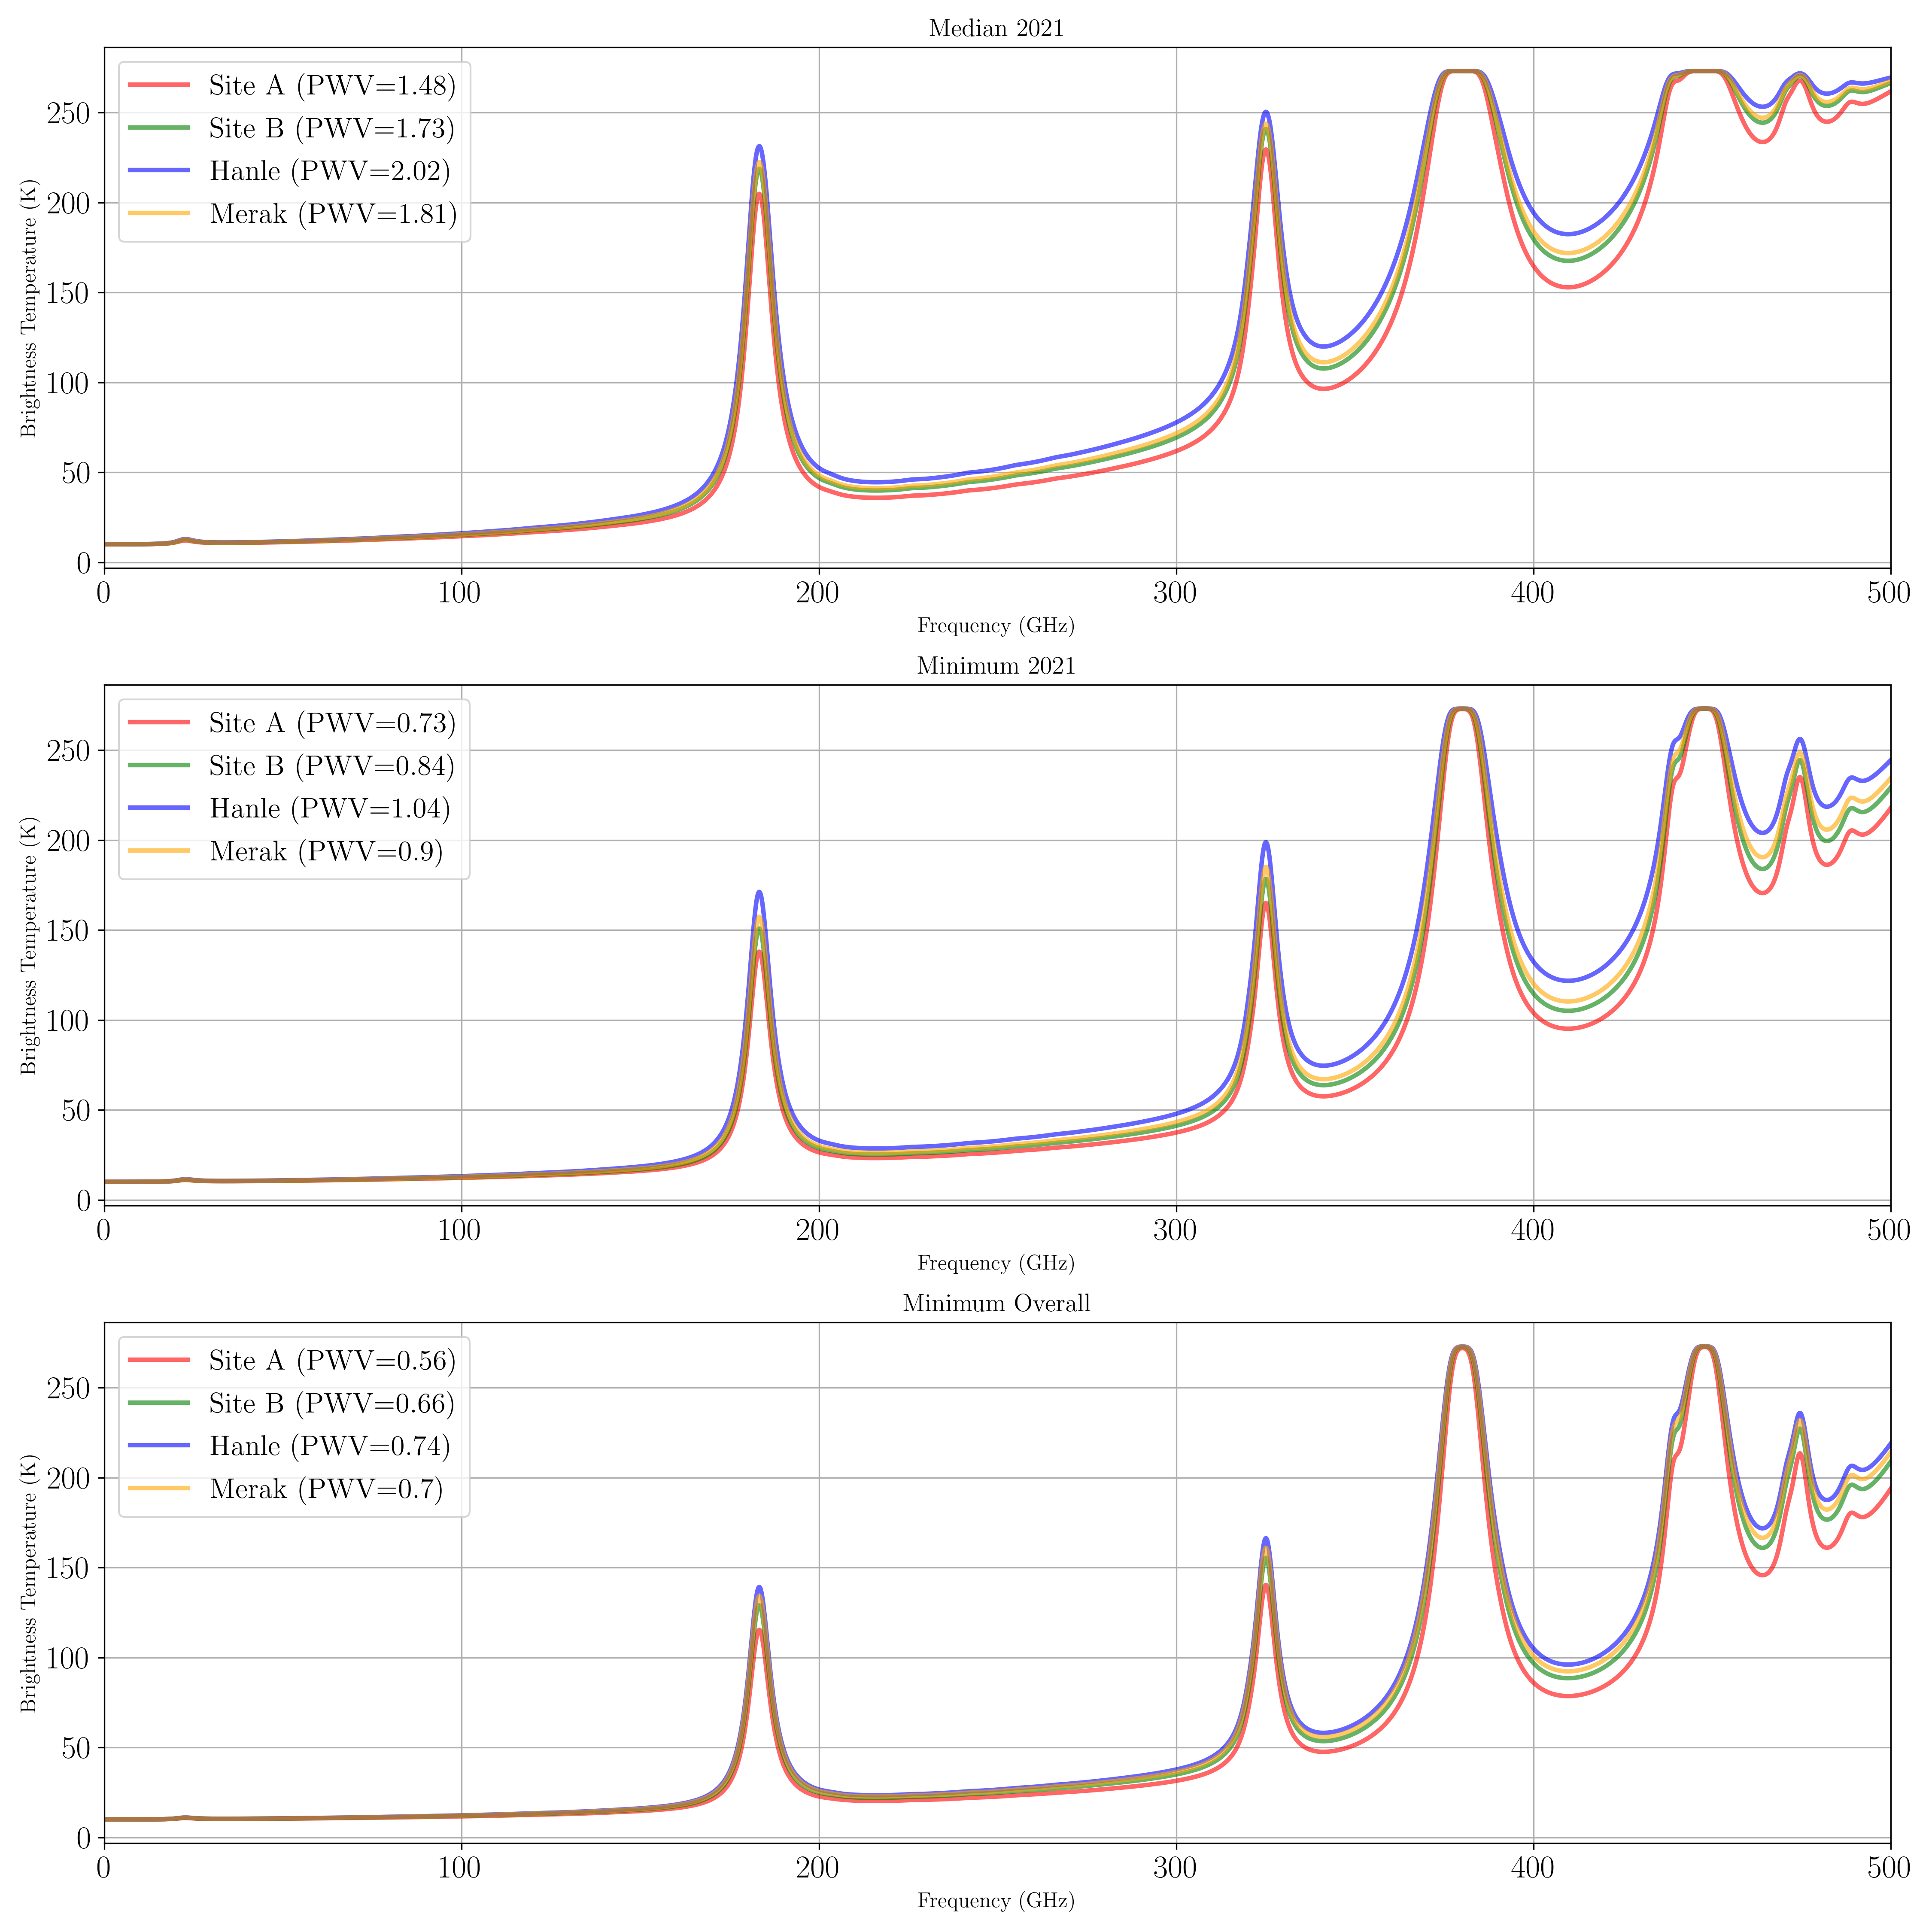 Median 2021
Brightness Temperature (K)
250
200
150
100
50
0
Site A (PWV=1.48)
Site B (PWV=1.73)
Hanle (PWV=2.02)
Merak (PWV=1.81)
0 100 200 300 400 500
Frequency (GHz)
Minimum 2021
Brightness Temperature (K)
250
200
150
100
50
0
Site A (PWV=0.73)
Site B (PWV=0.84)
Hanle (PWV=1.04)
Merak (PWV=0.9)
0 100 200 300 400 500
Frequency (GHz)
Minimum Overall
Brightness Temperature (K)
250
200
150
100
50
0
Site A (PWV=0.56)
Site B (PWV=0.66)
Hanle (PWV=0.74)
Merak (PWV=0.7)
0 100 200 300 400 500
Frequency (GHz)